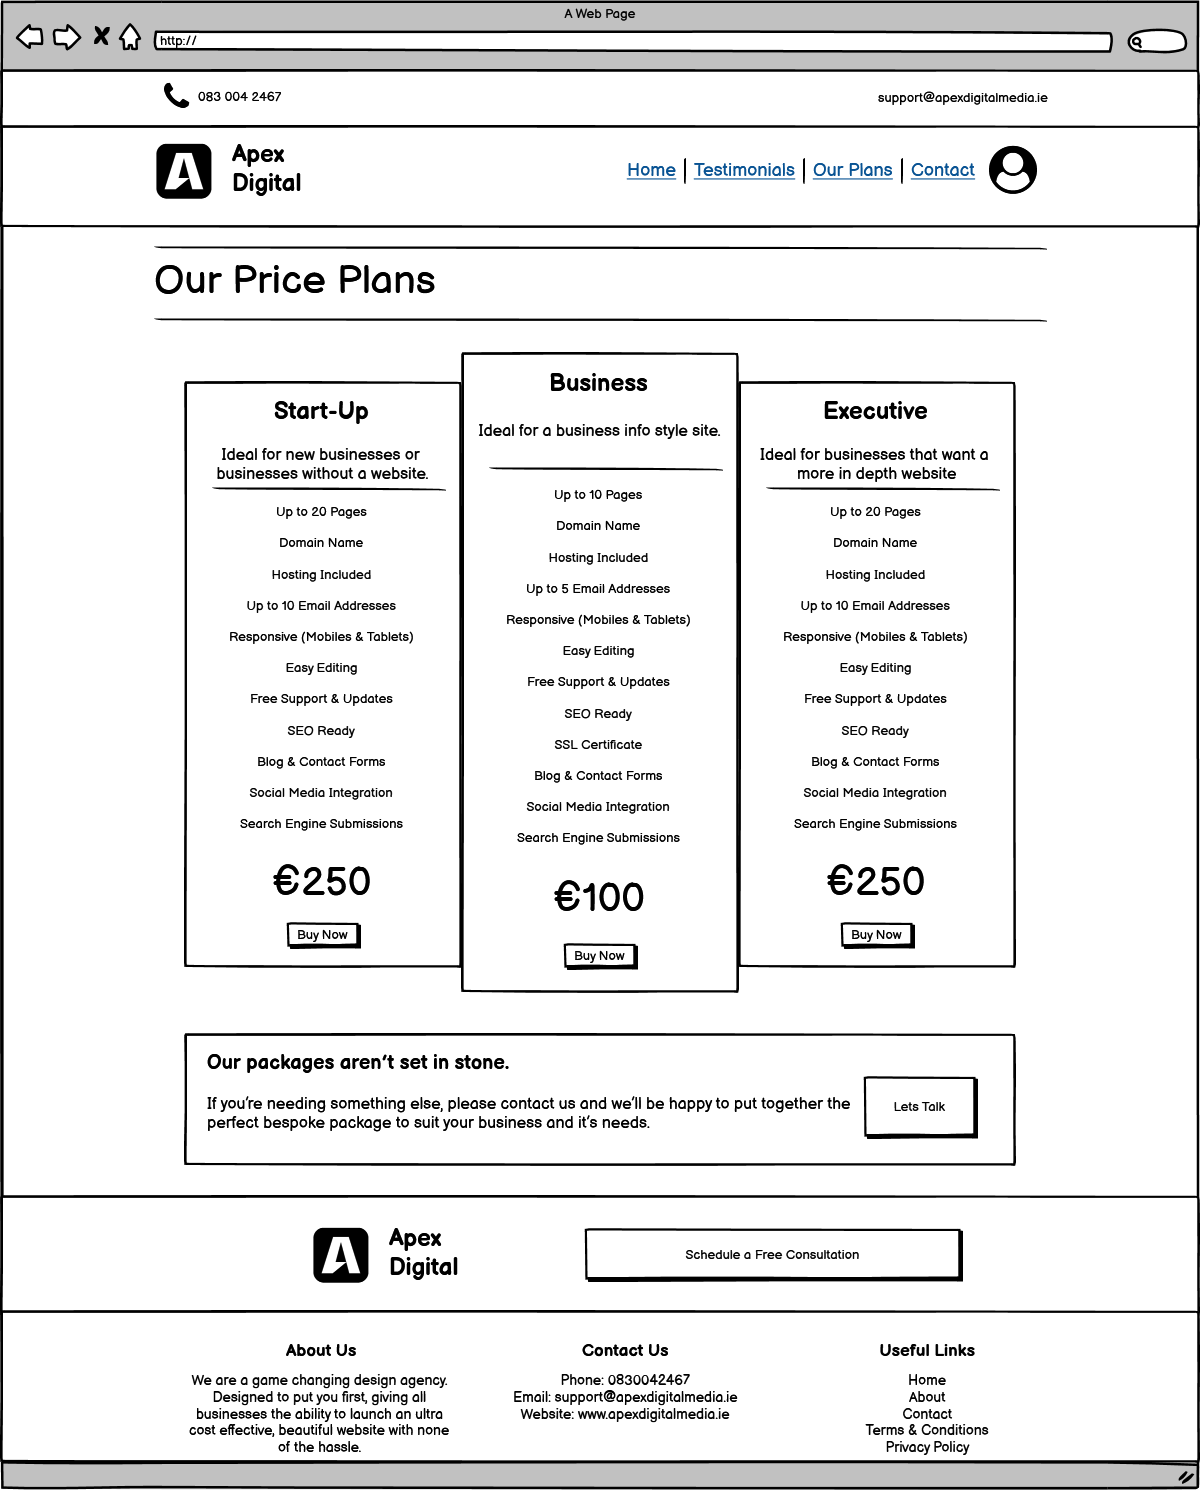 A Web Page
http://
083 004 2467
support@apexdigitalmedia.ie
Apex
Digital
Home | Testimonials | Our Plans | Contact
Our Price Plans
Start-Up
Ideal for new businesses or
businesses without a website.
Up to 20 Pages
Domain Name
Hosting Included
Up to 10 Email Addresses
Responsive (Mobiles & Tablets)
Easy Editing
Free Support & Updates
SEO Ready
Blog & Contact Forms
Social Media Integration
Search Engine Submissions
€250
Buy Now
Business
Ideal for a business info style site.
Up to 10 Pages
Domain Name
Hosting Included
Up to 5 Email Addresses
Responsive (Mobiles & Tablets)
Easy Editing
Free Support & Updates
SEO Ready
SSL Certificate
Blog & Contact Forms
Social Media Integration
Search Engine Submissions
€100
Buy Now
Executive
Ideal for businesses that want a
more in depth website
Up to 20 Pages
Domain Name
Hosting Included
Up to 10 Email Addresses
Responsive (Mobiles & Tablets)
Easy Editing
Free Support & Updates
SEO Ready
Blog & Contact Forms
Social Media Integration
Search Engine Submissions
€250
Buy Now
Our packages aren't set in stone.
If you're needing something else, please contact us and we'll be happy to put together the
perfect bespoke package to suit your business and it's needs.
Lets Talk
Apex
Digital
Schedule a Free Consultation
About Us
We are a game changing design agency.
Designed to put you first, giving all
businesses the ability to launch an ultra
cost effective, beautiful website with none
of the hassle.
Contact Us
Phone: 0830042467
Email: support@apexdigitalmedia.ie
Website: www.apexdigitalmedia.ie
Useful Links
Home
About
Contact
Terms & Conditions
Privacy Policy